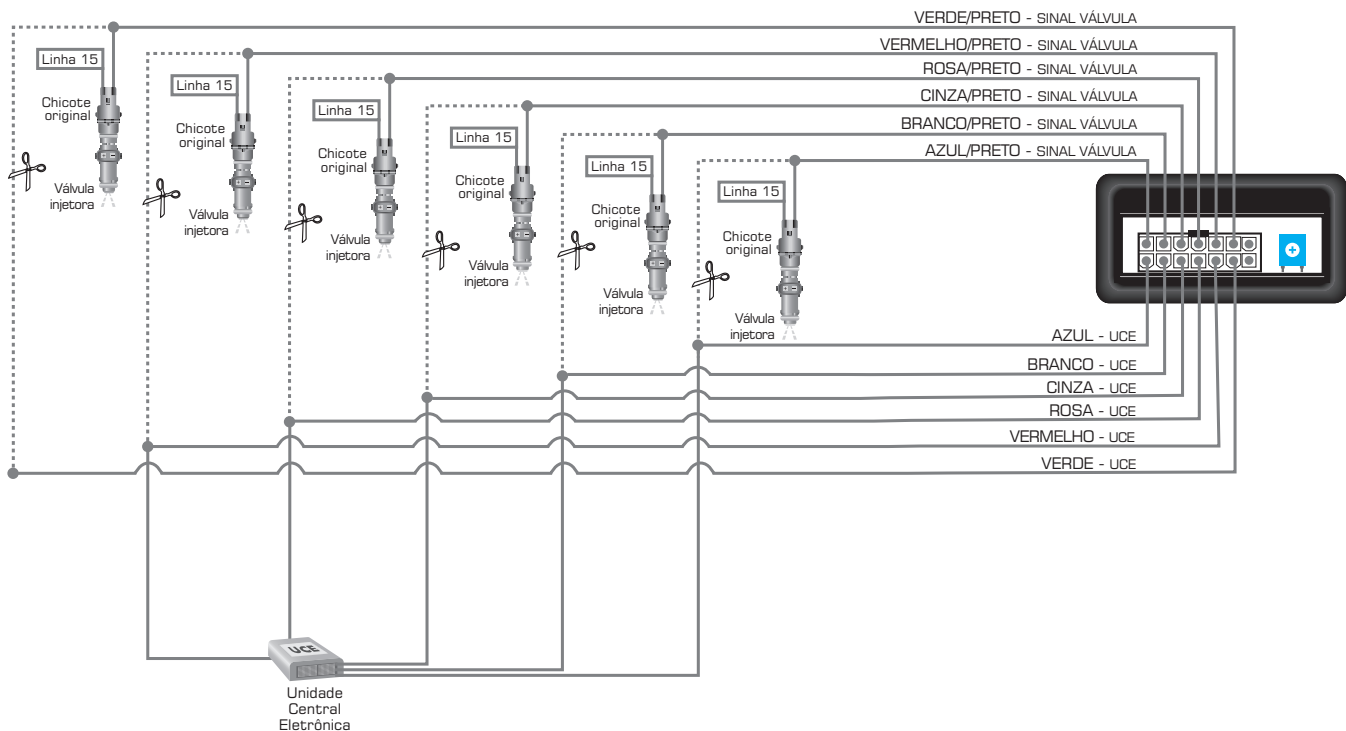 VERDE/PRETO - SINAL VÁLVULA
VERMELHO/PRETO - SINAL VÁLVULA
ROSA/PRETO - SINAL VÁLVULA
CINZA/PRETO - SINAL VÁLVULA
BRANCO/PRETO - SINAL VÁLVULA
AZUL/PRETO - SINAL VÁLVULA
Linha 15
Chicote
original
Válvula
injetora
Linha 15
Chicote
original
Válvula
injetora
Linha 15
Chicote
original
Válvula
injetora
Linha 15
Chicote
original
Válvula
injetora
Linha 15
Chicote
original
Válvula
injetora
Linha 15
Chicote
original
Válvula
injetora
AZUL - UCE
BRANCO - UCE
CINZA - UCE
ROSA - UCE
VERMELHO - UCE
VERDE - UCE
UCE
Unidade
Central
Eletrônica